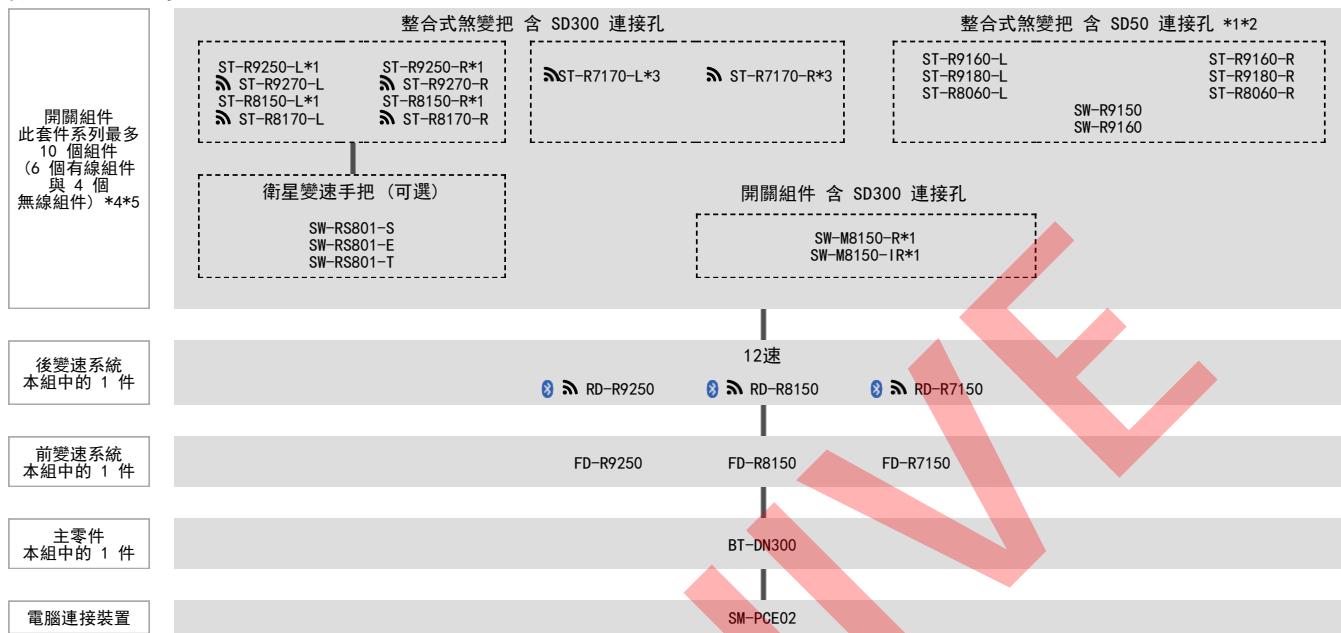 開關組件
此套件系列最多
10 個組件
(6 個有線組件
與 4 個
無線組件) *4*5
整合式煞變把 含 SD300 連接孔
ST-R9250-L*1
ST-R9270-L
ST-R8150-L*1
ST-R8170-L
ST-R9250-R*1
ST-R9270-R
ST-R8150-R*1
ST-R8170-R
ST-R7170-L*3
ST-R7170-R*3
整合式煞變把 含 SD50 連接孔 *1*2
ST-R9160-L
ST-R9180-L
ST-R8060-L
ST-R9160-R
ST-R9180-R
ST-R8060-R
SW-R9150
SW-R9160
衛星變速手把 (可選)
SW-RS801-S
SW-RS801-E
SW-RS801-T
開關組件 含 SD300 連接孔
SW-M8150-R*1
SW-M8150-IR*1
後變速系統
本組中的 1 件
12速
RD-R9250
RD-R8150
RD-R7150
前變速系統
本組中的 1 件
FD-R9250
FD-R8150
FD-R7150
主零件
本組中的 1 件
BT-DN300
電腦連接裝置
SM-PCE02